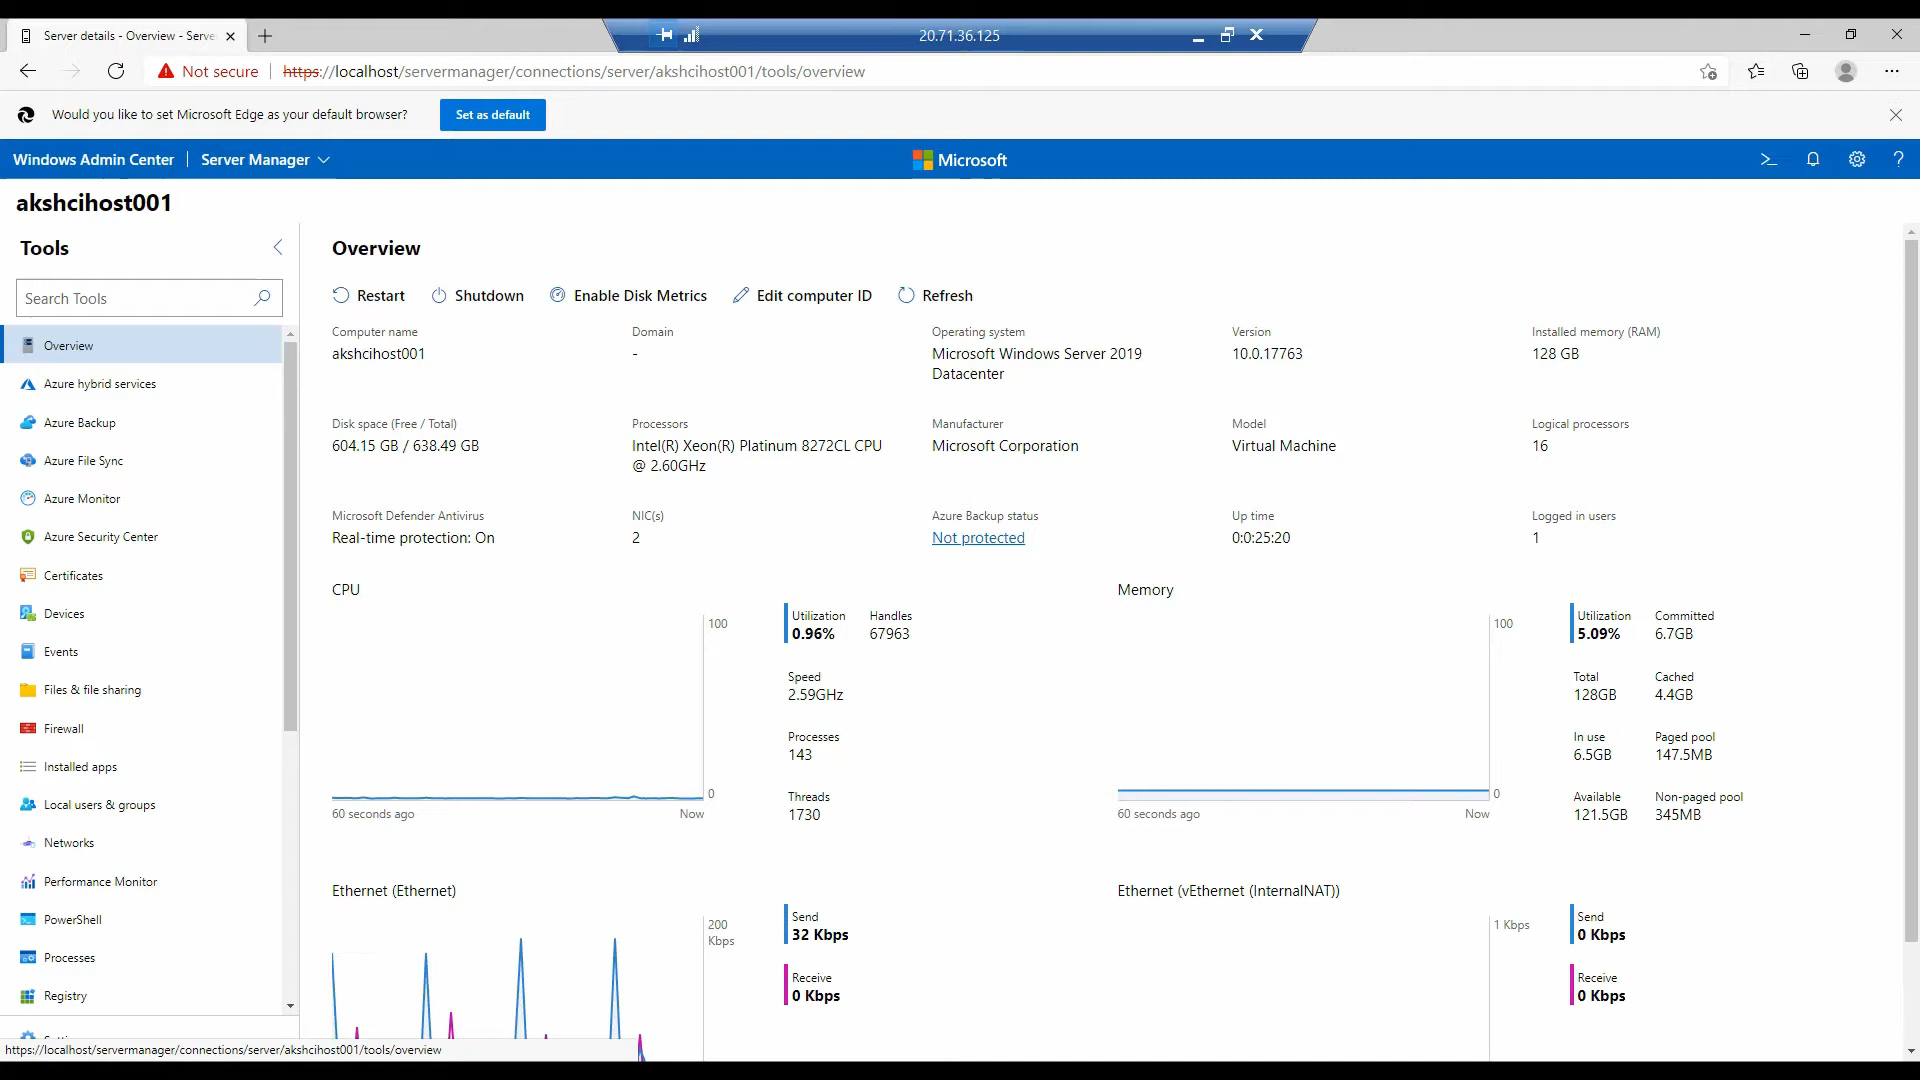 Server details - Overview - Serve
20.71.36.125
Not secure
https://localhost/servermanager/connections/server/akshcihost001/tools/overview
Would you like to set Microsoft Edge as your default browser?
Set as default
Windows Admin Center
Server Manager
Microsoft
akshcihost001
Tools
Search Tools
Overview
Azure hybrid services
Azure Backup
Azure File Sync
Azure Monitor
Azure Security Center
Certificates
Devices
Events
Files & file sharing
Firewall
Installed apps
Local users & groups
Networks
Performance Monitor
PowerShell
Processes
Registry
https://localhost/servermanager/connections/server/akshcihost001/tools/overview
Overview
Restart
Shutdown
Enable Disk Metrics
Edit computer ID
Refresh
Computer name
akshcihost001
Domain
-
Operating system
Microsoft Windows Server 2019
Datacenter
Version
10.0.17763
Installed memory (RAM)
128 GB
Disk space (Free / Total)
604.15 GB / 638.49 GB
Processors
Intel(R) Xeon(R) Platinum 8272CL CPU
@ 2.60GHz
Manufacturer
Microsoft Corporation
Model
Virtual Machine
Logical processors
16
Microsoft Defender Antivirus
Real-time protection: On
NIC(s)
2
Azure Backup status
Not protected
Up time
0:0:25:20
Logged in users
1
CPU
100
0
60 seconds ago
Now
Utilization
0.96%
Handles
67963
Speed
2.59GHz
Processes
143
Threads
1730
Memory
100
0
60 seconds ago
Now
Utilization
5.09%
Committed
6.7GB
Total
128GB
Cached
4.4GB
In use
6.5GB
Paged pool
147.5MB
Available
121.5GB
Non-paged pool
345MB
Ethernet (Ethernet)
200
Kbps
Send
32 Kbps
Receive
0 Kbps
Ethernet (vEthernet (InternalNAT))
1 Kbps
Send
0 Kbps
Receive
0 Kbps